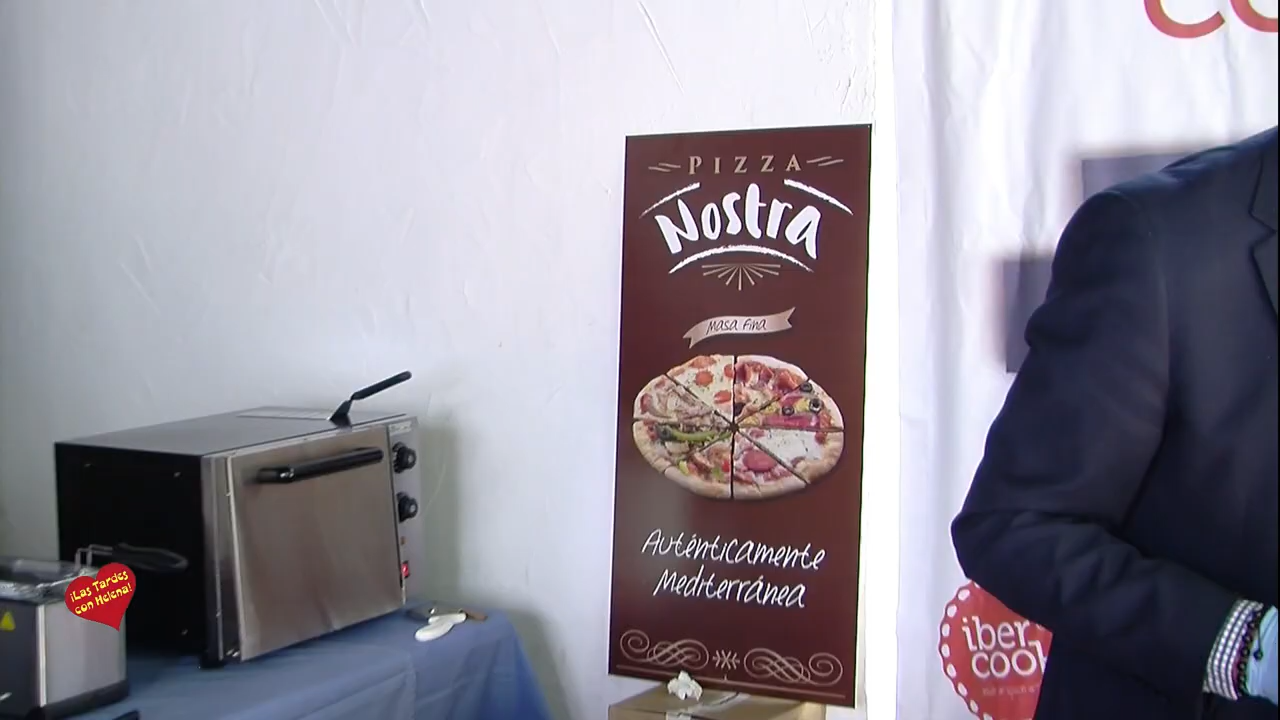 PIZZA
Nostra
Masa Fina
Auténticamente
Mediterránea
¡Las Tardes
con Helena!
iber
cook